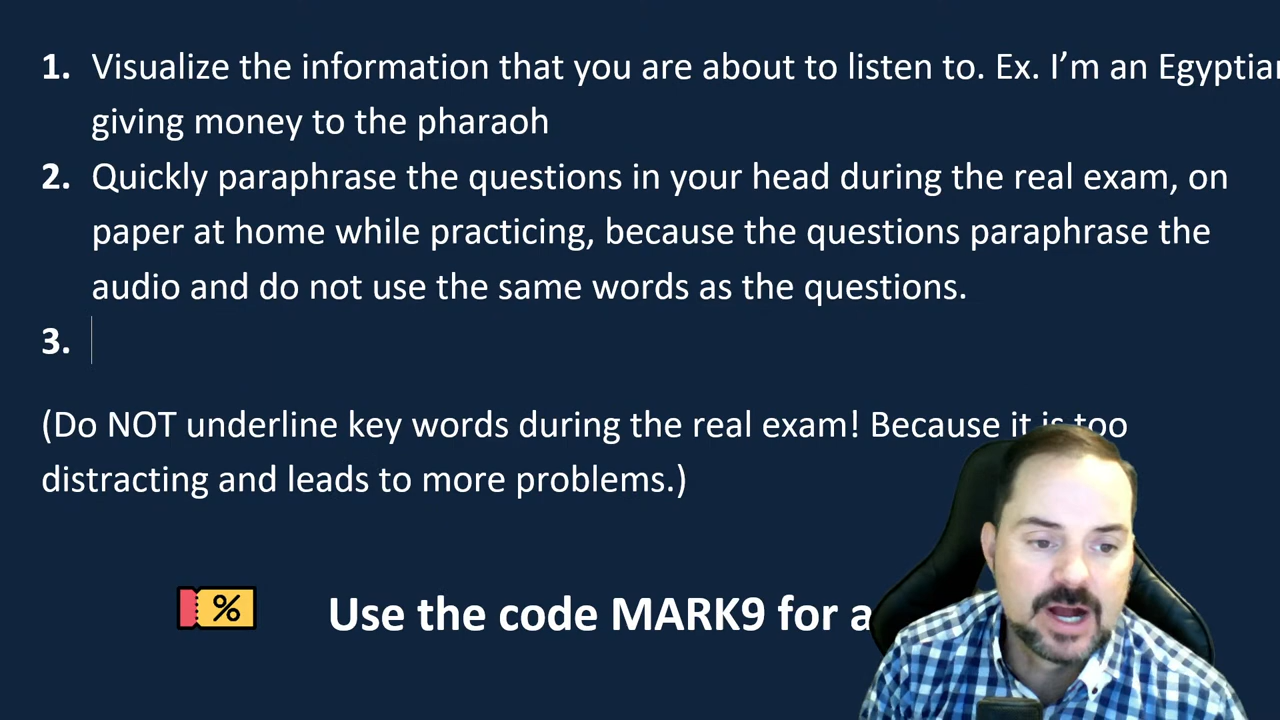 1. Visualize the information that you are about to listen to. Ex. I’m an Egyptian
giving money to the pharaoh
2. Quickly paraphrase the questions in your head during the real exam, on
paper at home while practicing, because the questions paraphrase the
audio and do not use the same words as the questions.
3.
(Do NOT underline key words during the real exam! Because it is too
distracting and leads to more problems.)
% Use the code MARK9 for a